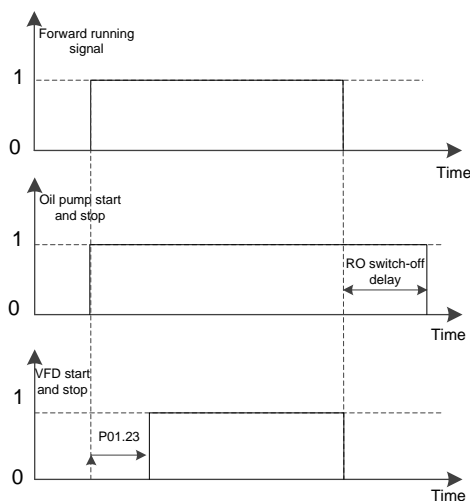 Forward running
signal
1
0
Time
Oil pump start
and stop
1
RO switch-off
delay
0
Time
VFD start
and stop
1
P01.23
0
Time